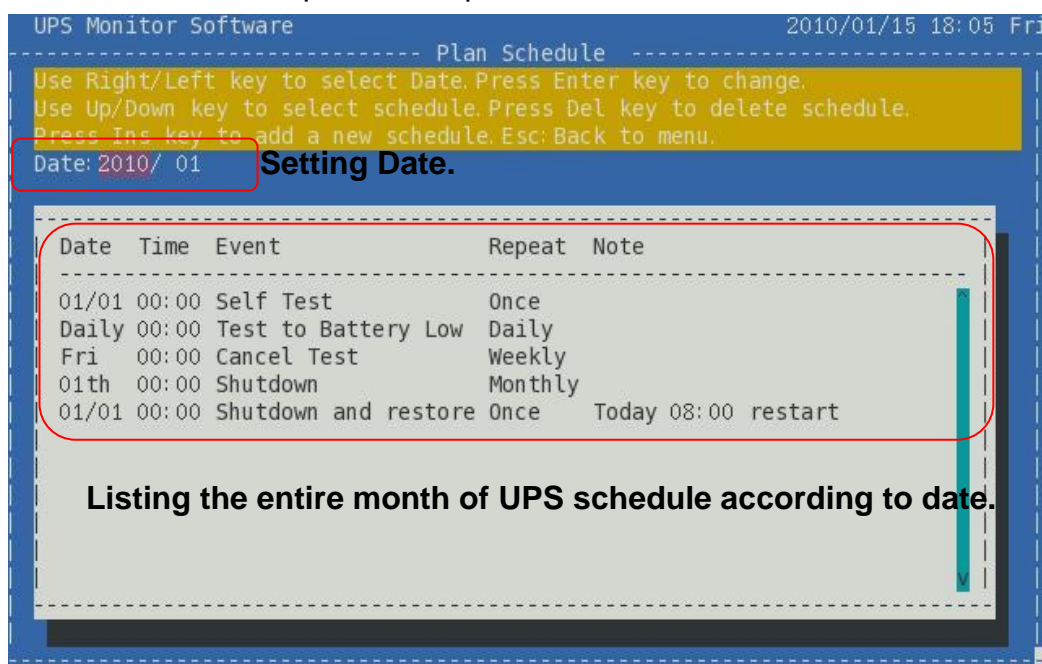 UPS Monitor Software 2010/01/15 18:05 Fri
Plan Schedule
Use Right/Left key to select Date.Press Enter key to change.
Use Up/Down key to select schedule.Press Del key to delete schedule.
Press Ins key to add a new schedule.Esc:Back to menu.
Date:2010/ 01 Setting Date.
Date Time Event Repeat Note
01/01 00:00 Self Test Once
Daily 00:00 Test to Battery Low Daily
Fri 00:00 Cancel Test Weekly
01th 00:00 Shutdown Monthly
01/01 00:00 Shutdown and restore Once Today 08:00 restart
Listing the entire month of UPS schedule according to date.